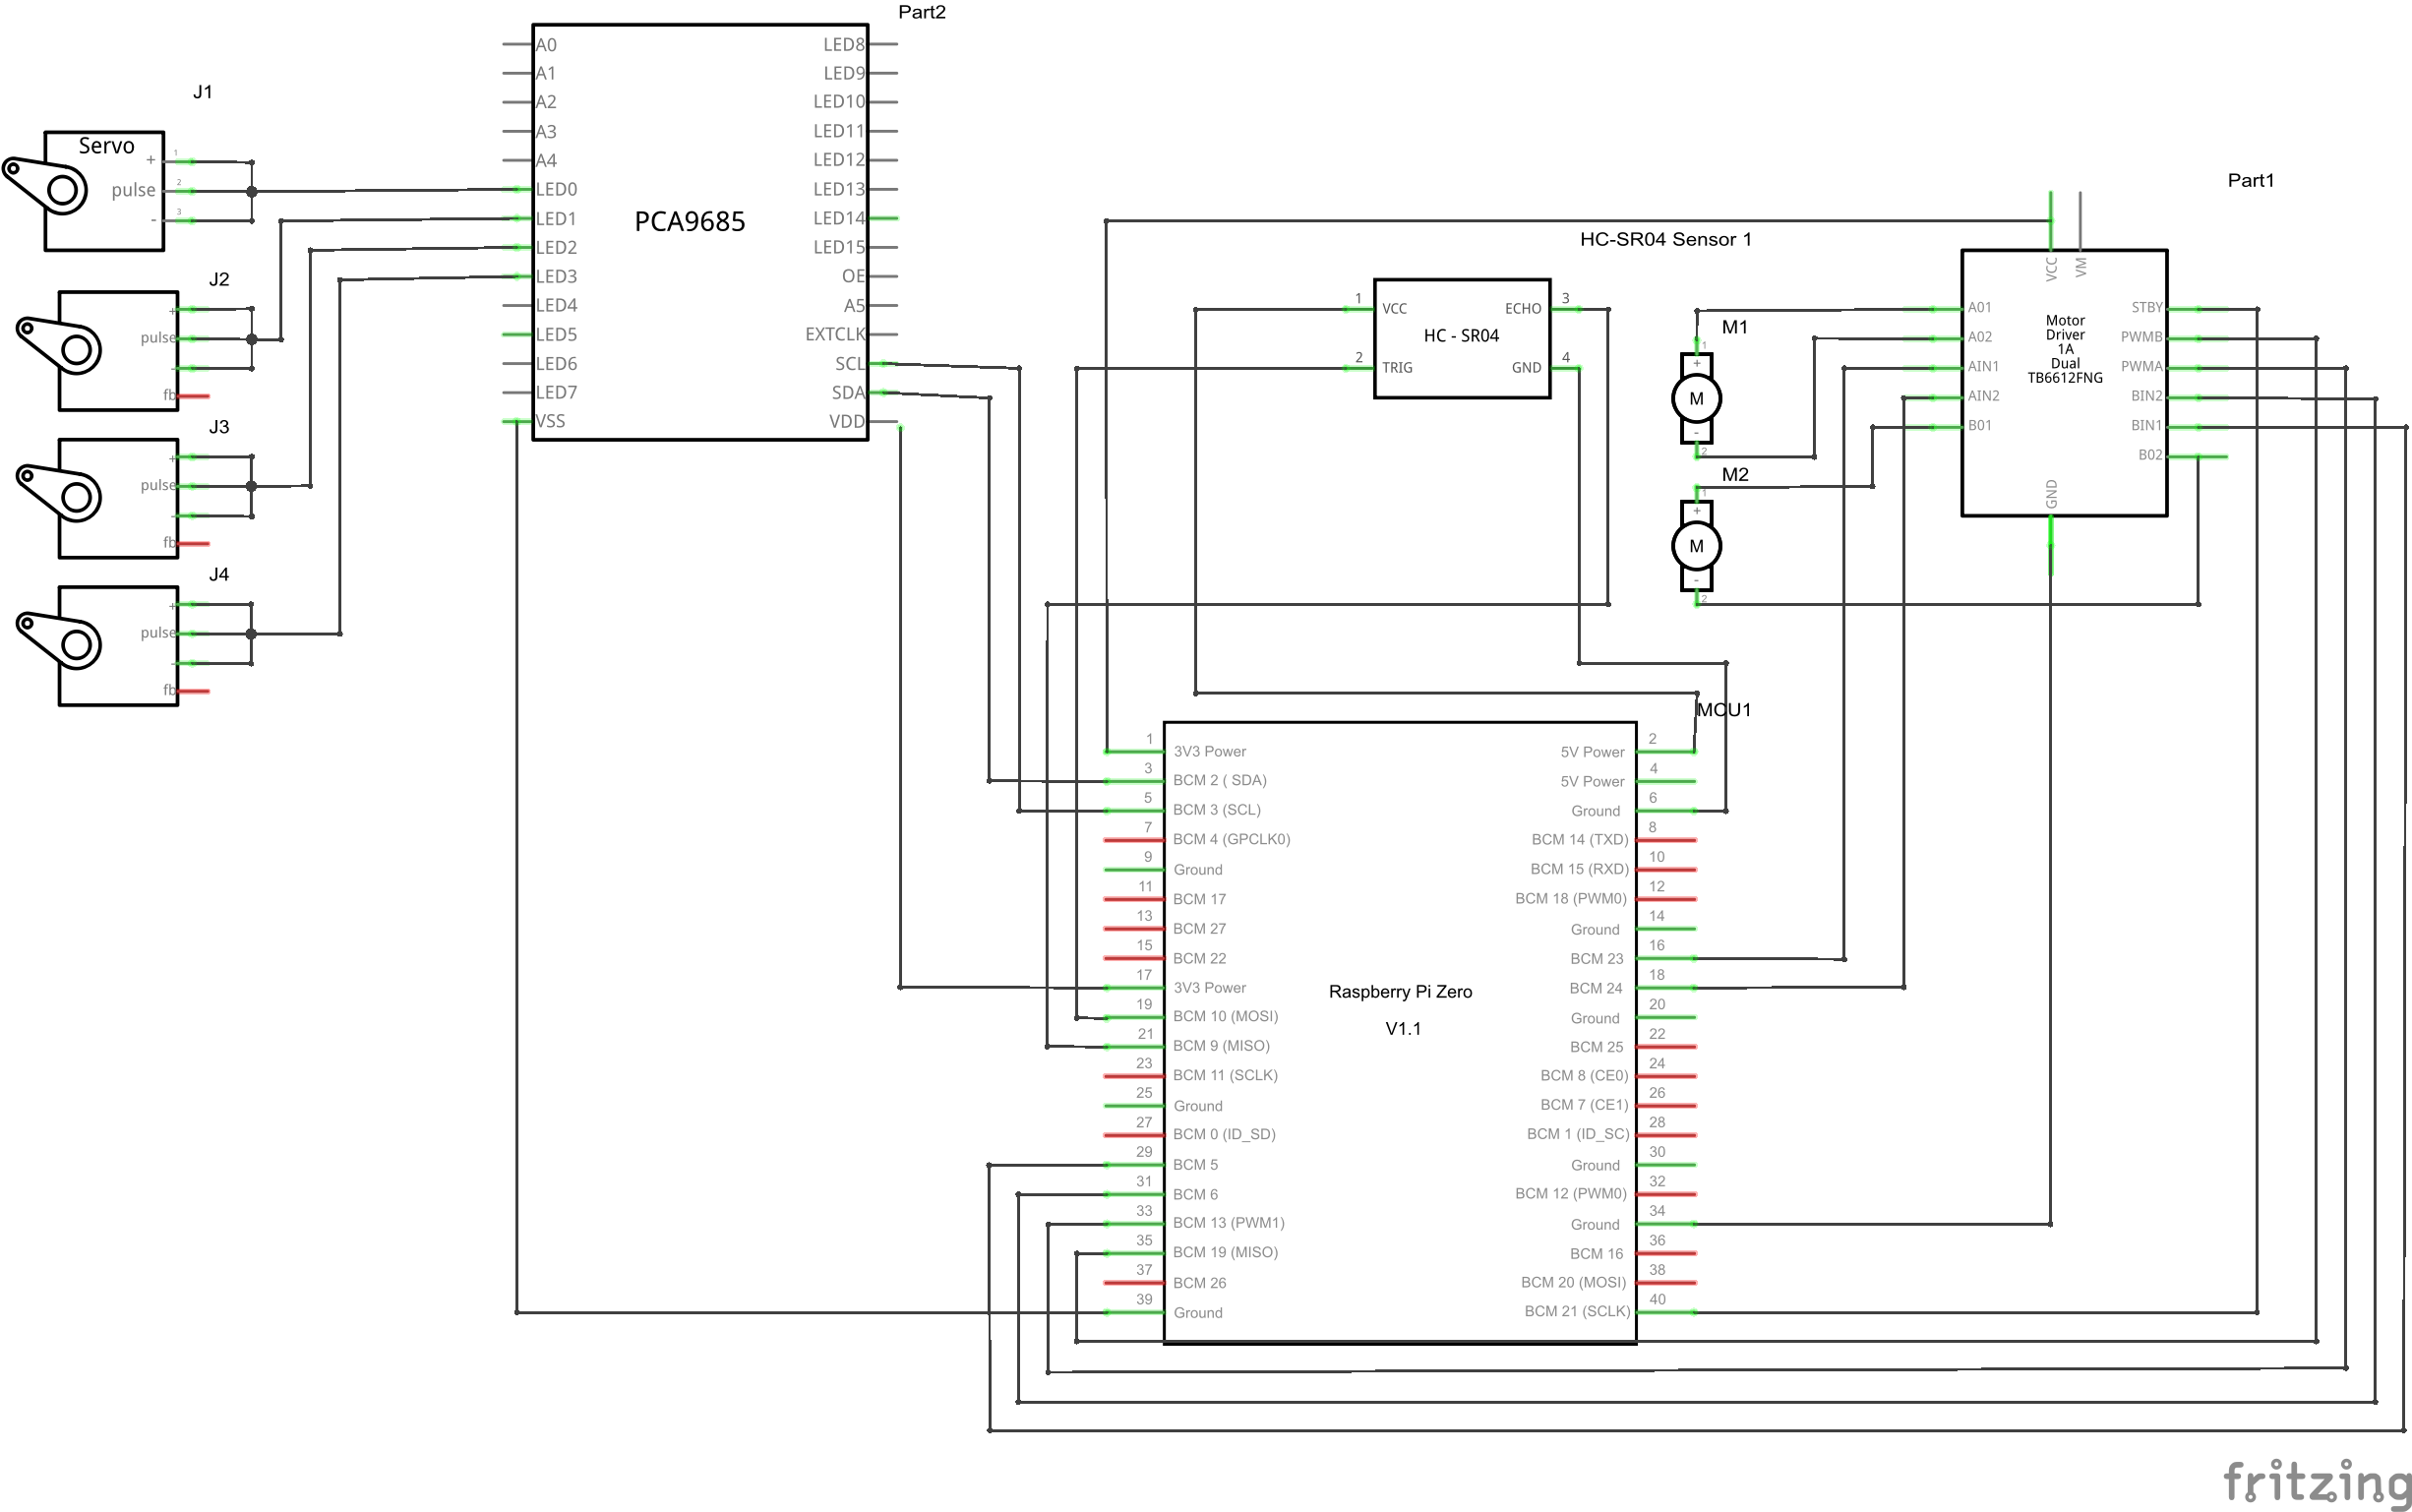 Part2
J1
Servo
+
1
pulse
2
-
3
J2
+
pulse
-
fb
J3
+
pulse
-
fb
J4
+
pulse
-
fb
A0
A1
A2
A3
A4
LED0
LED1
LED2
LED3
LED4
LED5
LED6
LED7
VSS
PCA9685
LED8
LED9
LED10
LED11
LED12
LED13
LED14
LED15
OE
A5
EXTCLK
SCL
SDA
VDD
HC-SR04 Sensor 1
1
VCC
2
TRIG
HC - SR04
3
ECHO
4
GND
M1
1
+
M
-
2
M2
1
+
M
-
2
Part1
VCC
VM
A01
A02
AIN1
AIN2
B01
Motor
Driver
1A
Dual
TB6612FNG
STBY
PWMB
PWMA
BIN2
BIN1
B02
GND
MCU1
1
3V3 Power
3
BCM 2 ( SDA)
5
BCM 3 (SCL)
7
BCM 4 (GPCLK0)
9
Ground
11
BCM 17
13
BCM 27
15
BCM 22
17
3V3 Power
19
BCM 10 (MOSI)
21
BCM 9 (MISO)
23
BCM 11 (SCLK)
25
Ground
27
BCM 0 (ID_SD)
29
BCM 5
31
BCM 6
33
BCM 13 (PWM1)
35
BCM 19 (MISO)
37
BCM 26
39
Ground
Raspberry Pi Zero
V1.1
2
5V Power
4
5V Power
6
Ground
8
BCM 14 (TXD)
10
BCM 15 (RXD)
12
BCM 18 (PWM0)
14
Ground
16
BCM 23
18
BCM 24
20
Ground
22
BCM 25
24
BCM 8 (CE0)
26
BCM 7 (CE1)
28
BCM 1 (ID_SC)
30
Ground
32
BCM 12 (PWM0)
34
Ground
36
BCM 16
38
BCM 20 (MOSI)
40
BCM 21 (SCLK)
fritzing